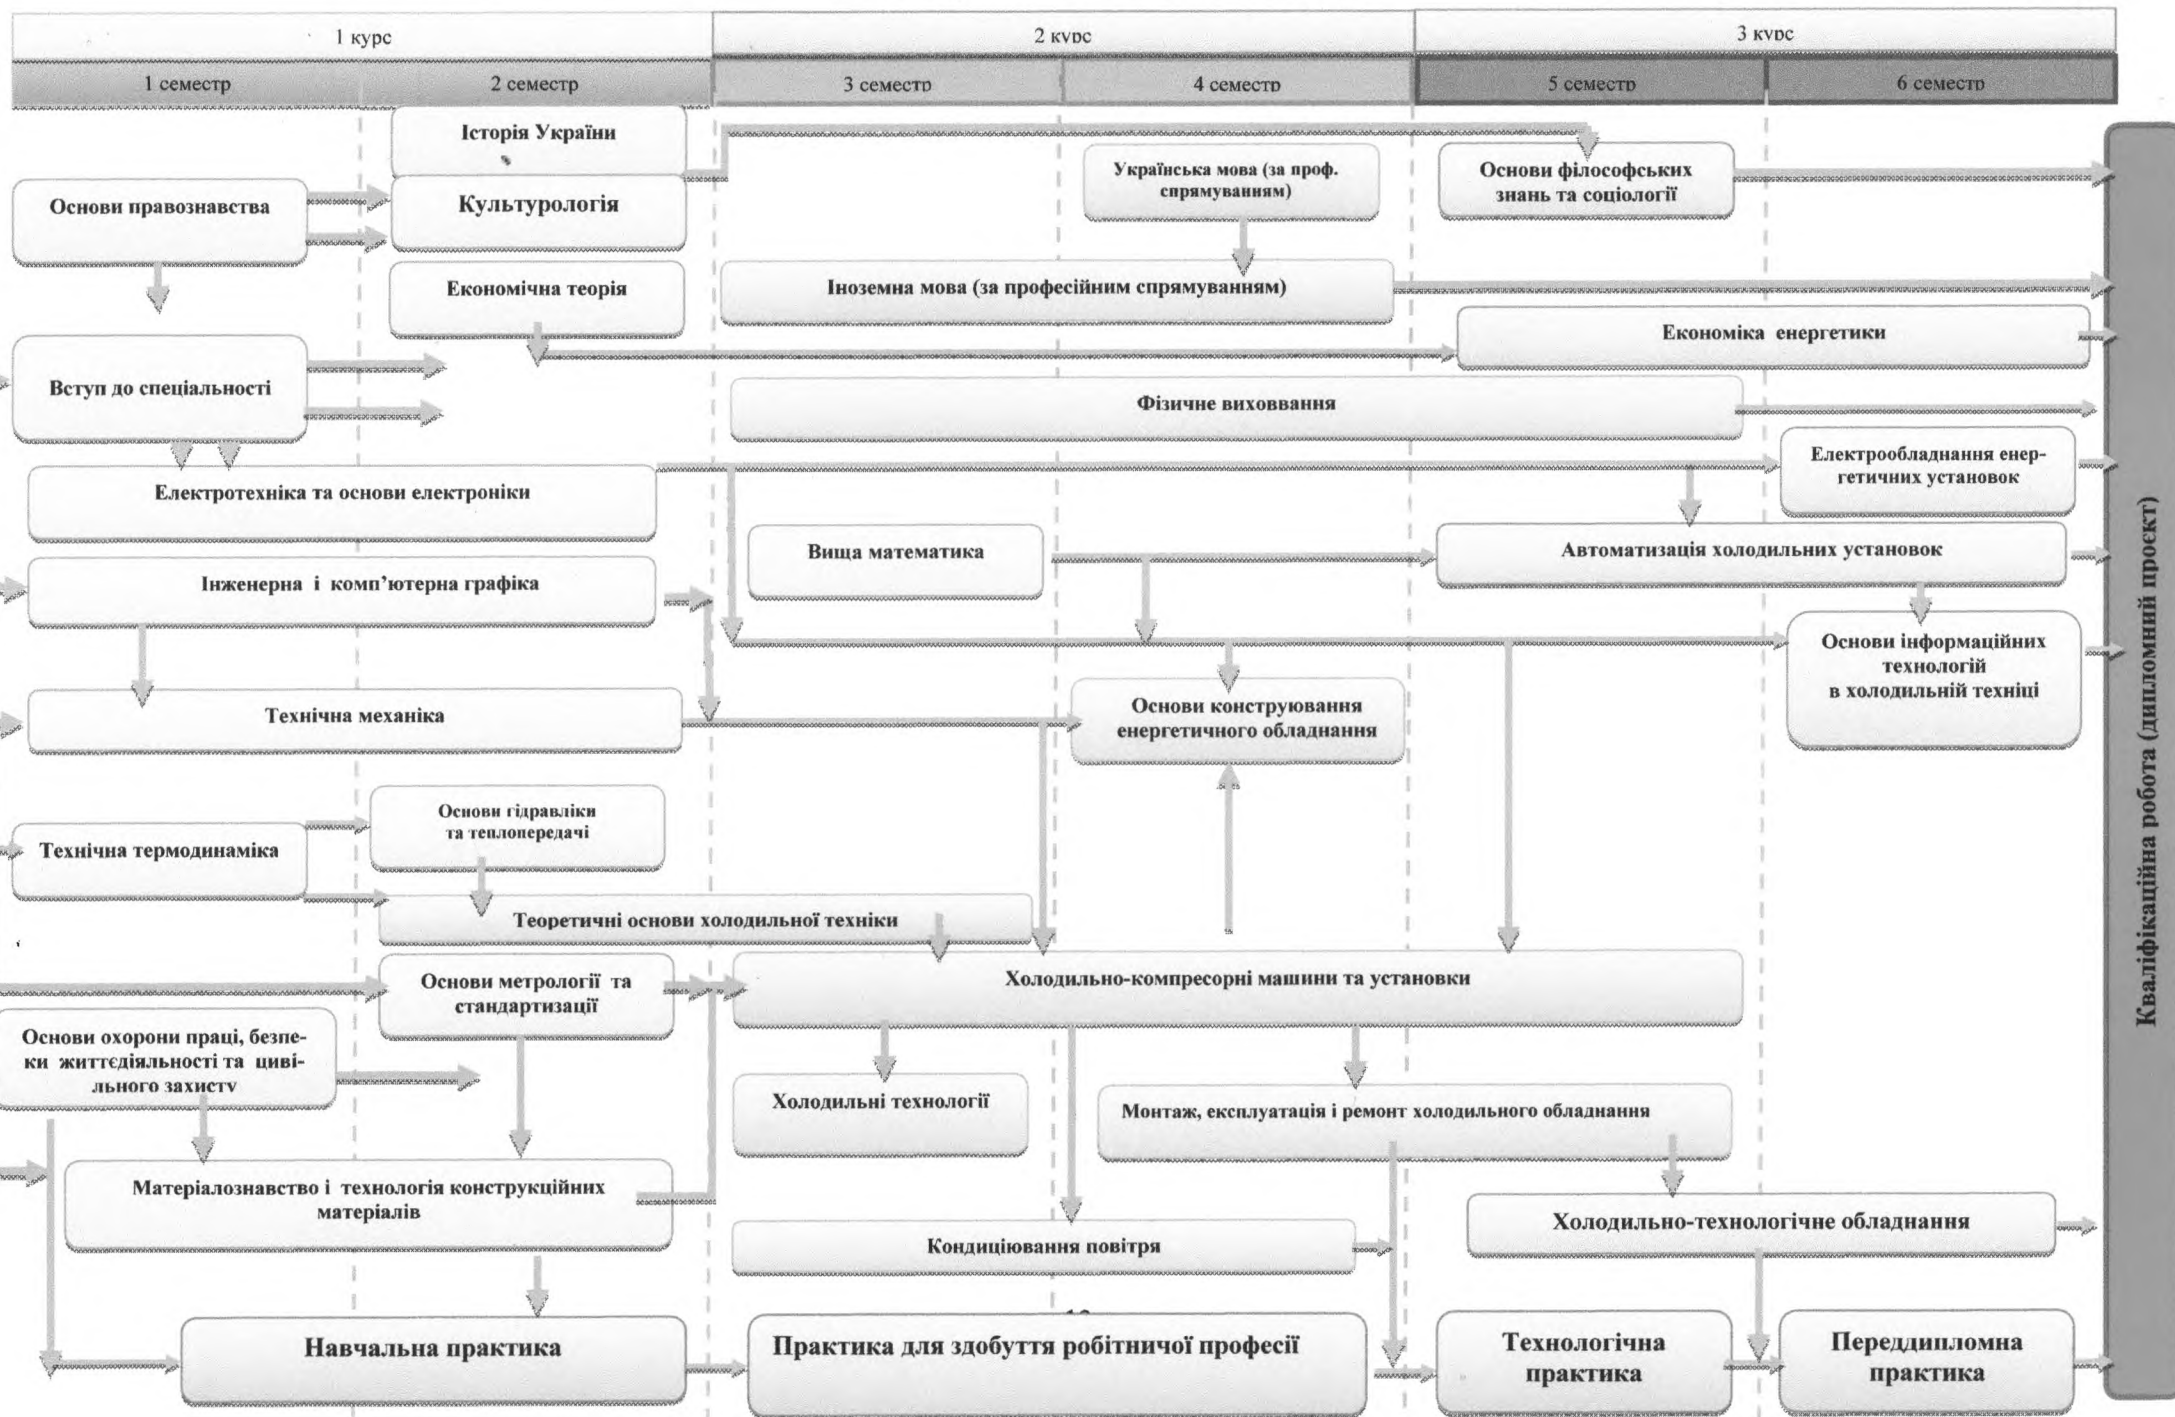 1 курс
2 курс
3 курс
1 семестр
2 семестр
3 семестр
4 семестр
5 семестр
6 семестр
Історія України
Основи правознавства
Культурологія
Українська мова (за проф.
спрямуванням)
Основи філософських
знань та соціології
Економічна теорія
Іноземна мова (за професійним спрямуванням)
Економіка енергетики
Вступ до спеціальності
Фізичне виховвання
Електротехніка та основи електроніки
Електрообладнання енер-
гетичних установок
Вища математика
Автоматизація холодильних установок
Інженерна і комп’ютерна графіка
Основи інформаційних
технологій
в холодильній техніці
Технічна механіка
Основи конструювання
енергетичного обладнання
Основи гідравліки
та теплопередачі
Технічна термодинаміка
Теоретичні основи холодильної техніки
Основи метрології та
стандартизації
Холодильно-компресорні машини та установки
Основи охорони праці, безпе-
ки життєдіяльності та циві-
льного захисту
Холодильні технології
Монтаж, експлуатація і ремонт холодильного обладнання
Матеріалознавство і технологія конструкційних
матеріалів
Холодильно-технологічне обладнання
Кондиціювання повітря
Навчальна практика
Практика для здобуття робітничої професії
Технологічна
практика
Переддипломна
практика
Кваліфікаційна робота (дипломний проєкт)